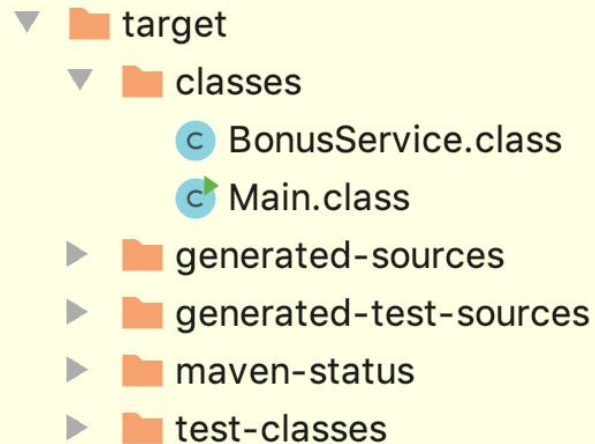 target
classes
C BonusService.class
C Main.class
generated-sources
generated-test-sources
maven-status
test-classes